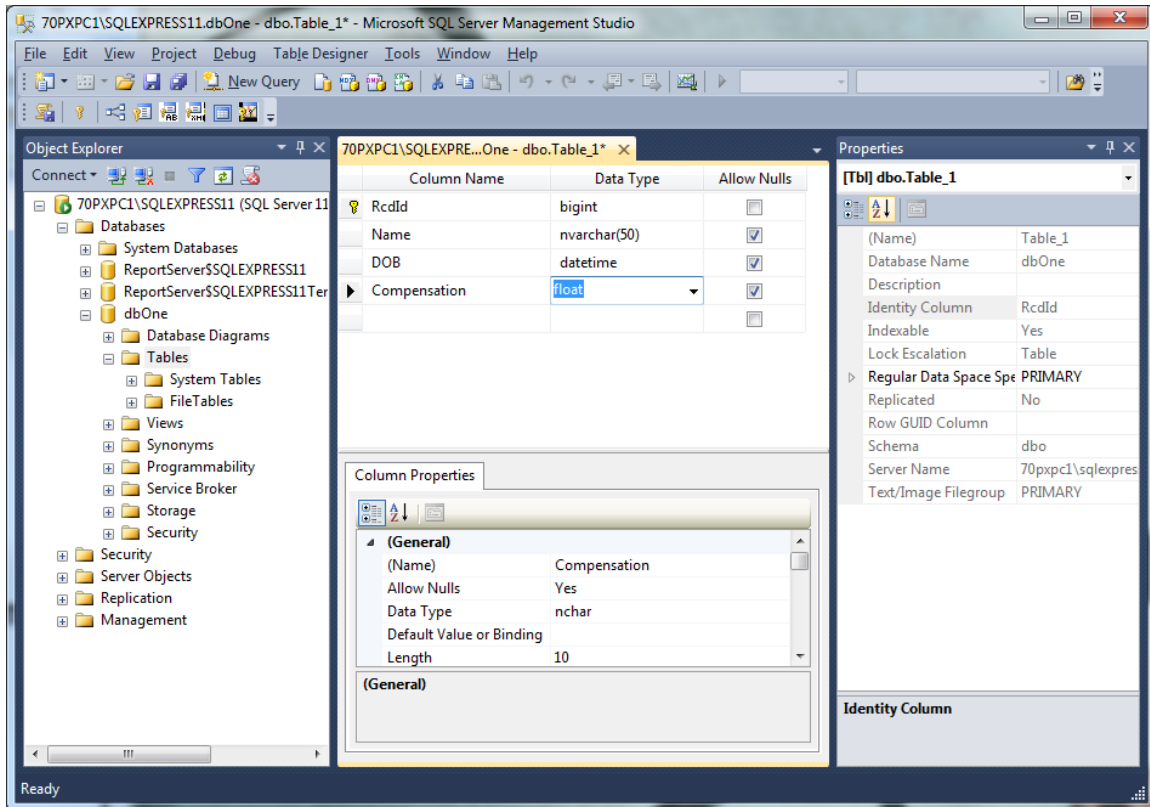 70PXPC1\SQLEXPRESS11.dbOne - dbo.Table_1* - Microsoft SQL Server Management Studio
File Edit View Project Debug Table Designer Tools Window Help
New Query
Object Explorer
Connect
70PXPC1\SQLEXPRESS11 (SQL Server 11
Databases
System Databases
ReportServer$SQLEXPRESS11
ReportServer$SQLEXPRESS11Ter
dbOne
Database Diagrams
Tables
System Tables
FileTables
Views
Synonyms
Programmability
Service Broker
Storage
Security
Security
Server Objects
Replication
Management
70PXPC1\SQLEXPRE...One - dbo.Table_1*
Column Name Data Type Allow Nulls
RcdId bigint
Name nvarchar(50)
DOB datetime
Compensation float
Column Properties
(General)
(Name) Compensation
Allow Nulls Yes
Data Type nchar
Default Value or Binding
Length 10
(General)
Properties
[Tbl] dbo.Table_1
(Name) Table_1
Database Name dbOne
Description
Identity Column RcdId
Indexable Yes
Lock Escalation Table
Regular Data Space Spe PRIMARY
Replicated No
Row GUID Column
Schema dbo
Server Name 70pxpc1\sqlexpres
Text/Image Filegroup PRIMARY
Identity Column
Ready